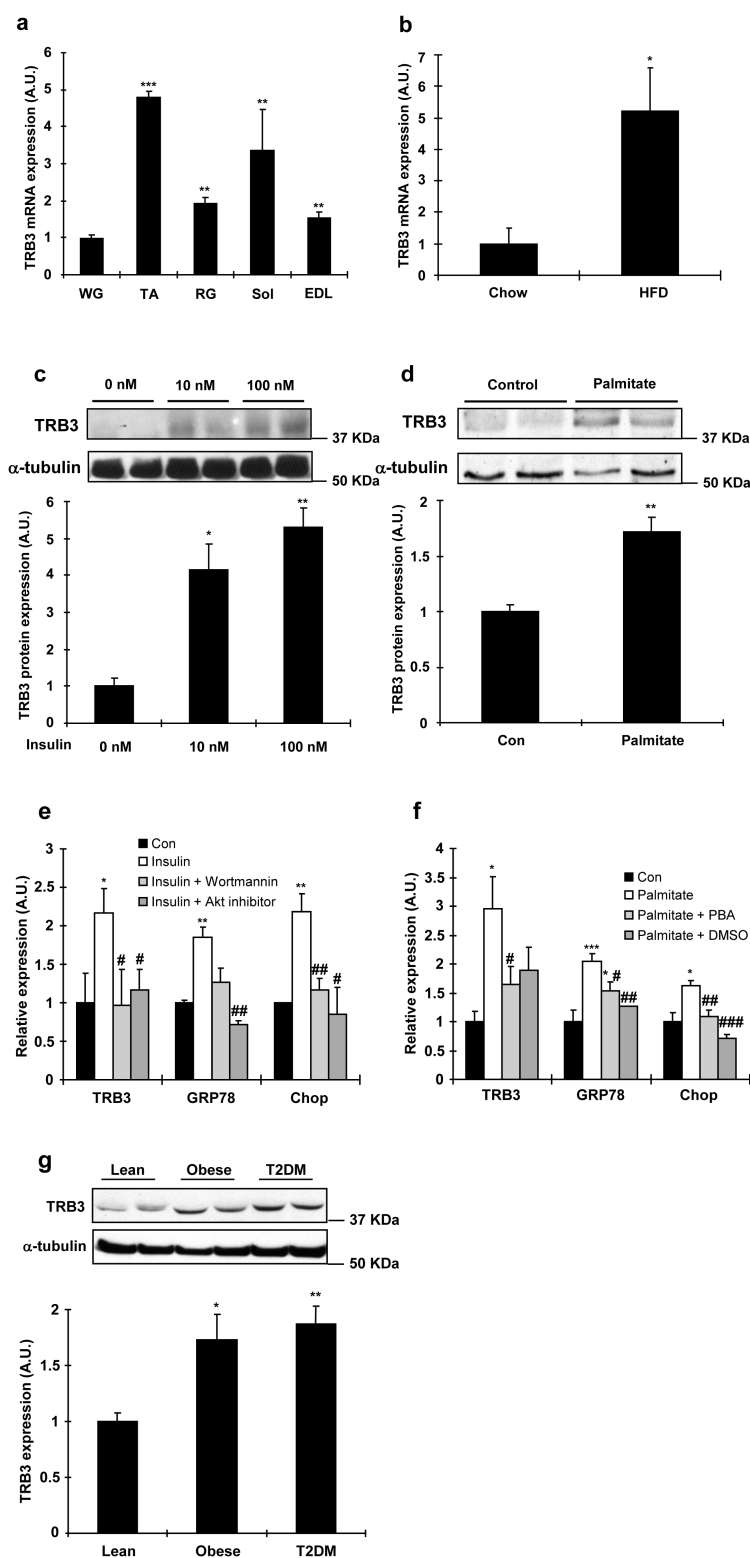 a
TRB3 mRNA expression (A.U.)
6
5
4
3
2
1
0
***
**
**
**
WG TA RG Sol EDL
b
TRB3 mRNA expression (A.U.)
7
6
5
4
3
2
1
0
*
Chow HFD
c
0 nM 10 nM 100 nM
TRB3
37 KDa
α-tubulin
50 KDa
TRB3 protein expression (A.U.)
6
5
4
3
2
1
0
*
**
Insulin 0 nM 10 nM 100 nM
d
Control Palmitate
TRB3
37 KDa
α-tubulin
50 KDa
TRB3 protein expression (A.U.)
2
1.5
1
0.5
0
**
Con Palmitate
e
Relative expression (A.U.)
3
2.5
2
1.5
1
0.5
0
Con
Insulin
Insulin + Wortmannin
Insulin + Akt inhibitor
* # #
** ##
** ## #
TRB3 GRP78 Chop
f
Relative expression (A.U.)
4
3.5
3
2.5
2
1.5
1
0.5
0
Con
Palmitate
Palmitate + PBA
Palmitate + DMSO
* #
*** * # ##
* ## ###
TRB3 GRP78 Chop
g
Lean Obese T2DM
TRB3
37 KDa
α-tubulin
50 KDa
TRB3 expression (A.U.)
2
1.5
1
0.5
0
*
**
Lean Obese T2DM